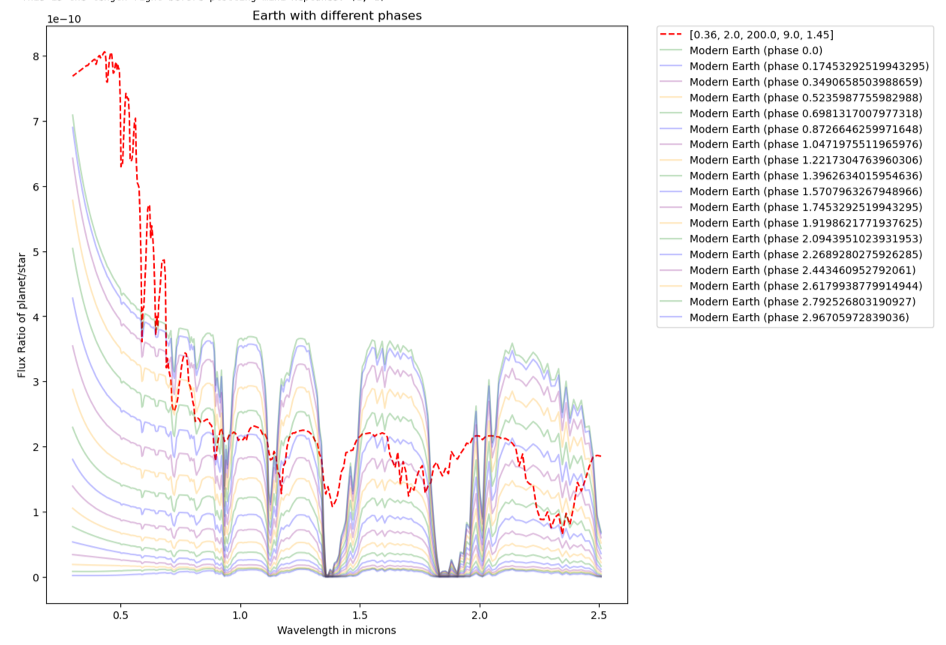 1e−10
Earth with different phases
8
7
6
5
4
3
2
1
0
Flux Ratio of planet/star
0.5 1.0 1.5 2.0 2.5
Wavelength in microns
[0.36, 2.0, 200.0, 9.0, 1.45]
Modern Earth (phase 0.0)
Modern Earth (phase 0.17453292519943295)
Modern Earth (phase 0.3490658503988659)
Modern Earth (phase 0.5235987755982988)
Modern Earth (phase 0.6981317007977318)
Modern Earth (phase 0.8726646259971648)
Modern Earth (phase 1.0471975511965976)
Modern Earth (phase 1.2217304763960306)
Modern Earth (phase 1.3962634015954636)
Modern Earth (phase 1.5707963267948966)
Modern Earth (phase 1.7453292519943295)
Modern Earth (phase 1.9198621771937625)
Modern Earth (phase 2.0943951023931953)
Modern Earth (phase 2.2689280275926285)
Modern Earth (phase 2.443460952792061)
Modern Earth (phase 2.6179938779914944)
Modern Earth (phase 2.792526803190927)
Modern Earth (phase 2.96705972839036)